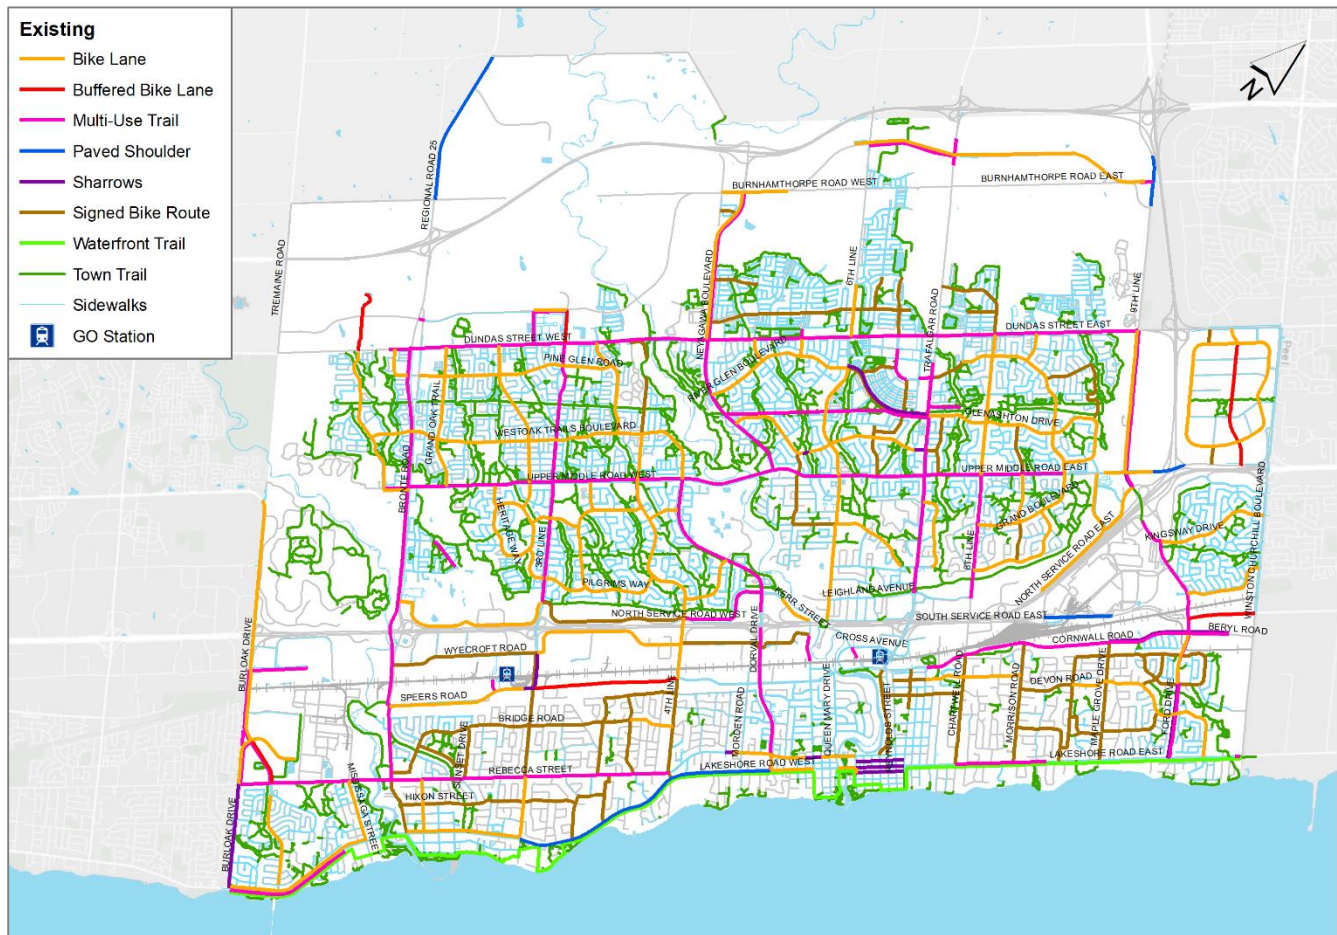 Existing
Bike Lane
Buffered Bike Lane
Multi-Use Trail
Paved Shoulder
Sharrows
Signed Bike Route
Waterfront Trail
Town Trail
Sidewalks
GO Station
N
REGIONAL ROAD 25
TREMAINE ROAD
BURNHAMTHORPE ROAD WEST
BURNHAMTHORPE ROAD EAST
NEYAGAWA BOULEVARD
6TH LINE
TRAFALGAR ROAD
9TH LINE
DUNDAS STREET WEST
DUNDAS STREET EAST
PINE GLEN ROAD
RIVER GLEN BOULEVARD
Peel
GRAND OAK TRAIL
WESTOAK TRAILS BOULEVARD
GLENASHTON DRIVE
BRONTE ROAD
UPPER MIDDLE ROAD WEST
UPPER MIDDLE ROAD EAST
HERITAGE WAY
3RD LINE
GRAND BOULEVARD
KINGSWAY DRIVE
WINSTON CHURCHILL BOULEVARD
8TH LINE
NORTH SERVICE ROAD EAST
PILGRIMS WAY
LEIGHLAND AVENUE
KERR STREET
NORTH SERVICE ROAD WEST
SOUTH SERVICE ROAD EAST
BERYL ROAD
CROSS AVENUE
CORNWALL ROAD
WYECROFT ROAD
BURLOAK DRIVE
DORVAL DRIVE
SPEERS ROAD
4TH LINE
DEVON ROAD
BRIDGE ROAD
MORDEN ROAD
QUEEN MARY DRIVE
REYNOLDS STREET
CHARTWELL ROAD
MORRISON ROAD
MAPLE GROVE DRIVE
FORD DRIVE
SUNSET DRIVE
LAKESHORE ROAD EAST
LAKESHORE ROAD WEST
REBECCA STREET
MISSISSAGA STREET
HIXON STREET
BURLOAK DRIVE